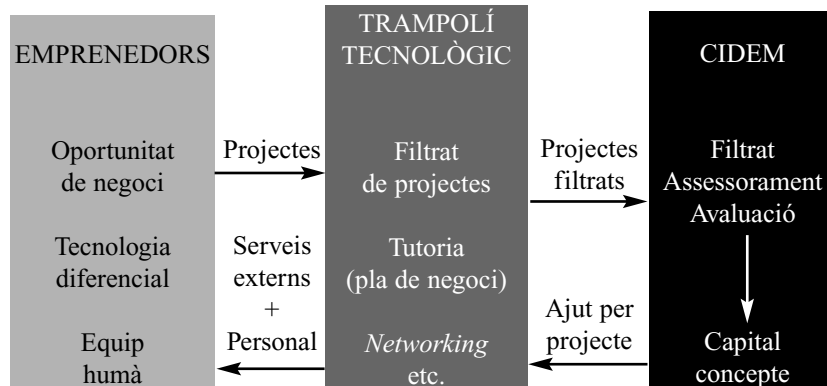 EMPRENEDORS
Oportunitat
de negoci
Tecnologia
diferencial
Equip
humà
Projectes
Serveis
externs
+
Personal
TRAMPOLÍ
TECNOLÒGIC
Filtrat
de projectes
Tutoria
(pla de negoci)
Networking
etc.
Projectes
filtrats
Ajut per
projecte
CIDEM
Filtrat
Assessorament
Avaluació
Capital
concepte